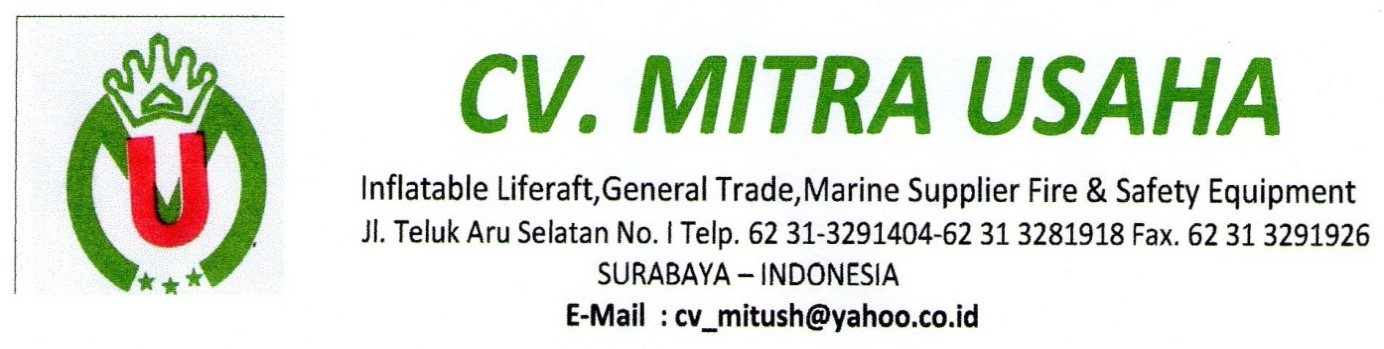 U
CV. MITRA USAHA
Inflatable Liferaft,General Trade,Marine Supplier Fire & Safety Equipment
Jl. Teluk Aru Selatan No. I Telp. 62 31-3291404-62 31 3281918 Fax. 62 31 3291926
SURABAYA – INDONESIA
E-Mail : cv_mitush@yahoo.co.id